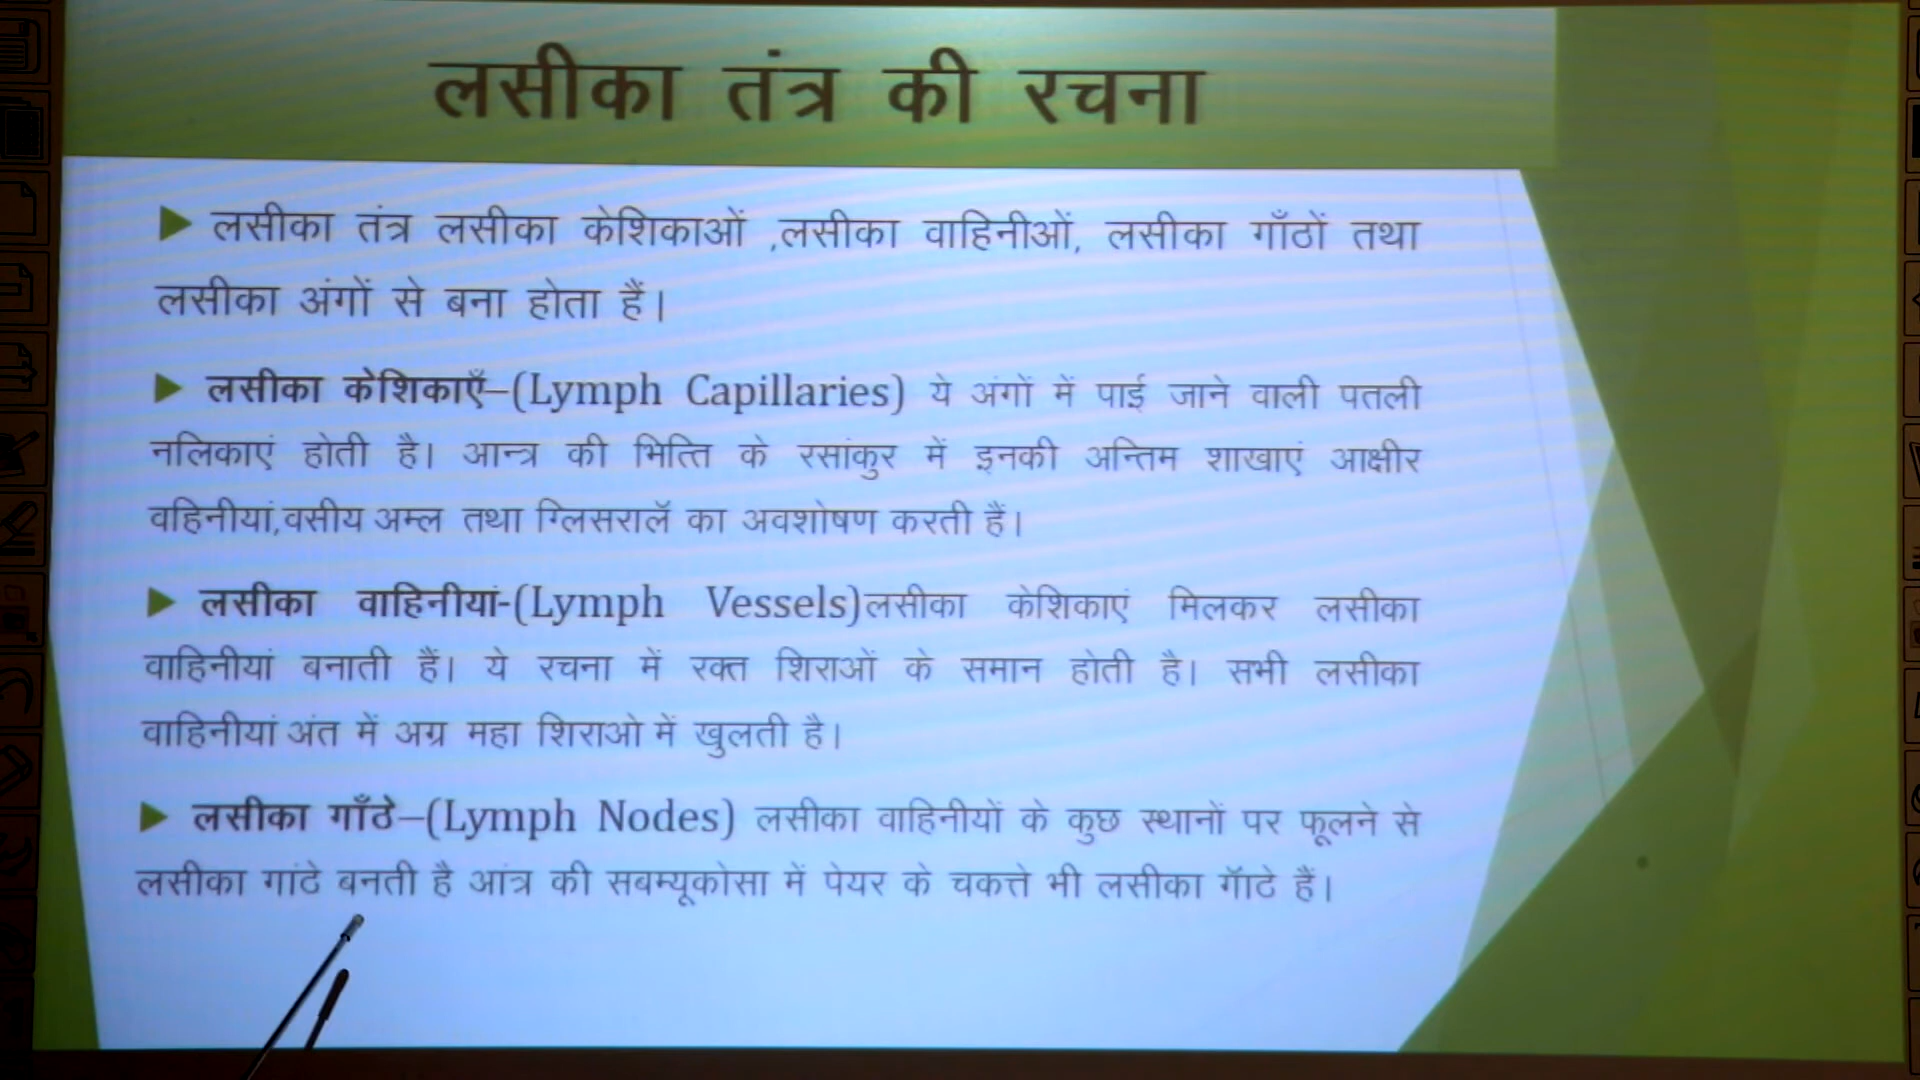 लसीका तंत्र की रचना
लसीका तंत्र लसीका केशिकाओं ,लसीका वाहिनीओं, लसीका गाँठों तथा
लसीका अंगों से बना होता हैं।
लसीका केशिकाएँ–(Lymph Capillaries) ये अंगों में पाई जाने वाली पतली
नलिकाएं होती है। आन्त्र की भित्ति के रसांकुर में इनकी अन्तिम शाखाएं आक्षीर
वहिनीयां,वसीय अम्ल तथा ग्लिसरालॅ का अवशोषण करती हैं।
लसीका वाहिनीयां-(Lymph Vessels)लसीका केशिकाएं मिलकर लसीका
वाहिनीयां बनाती हैं। ये रचना में रक्त शिराओं के समान होती है। सभी लसीका
वाहिनीयां अंत में अग्र महा शिराओ में खुलती है।
लसीका गाँठे–(Lymph Nodes) लसीका वाहिनीयों के कुछ स्थानों पर फूलने से
लसीका गांटे बनती है आंत्र की सबम्यूकोसा में पेयर के चकत्ते भी लसीका गॅाटे हैं।